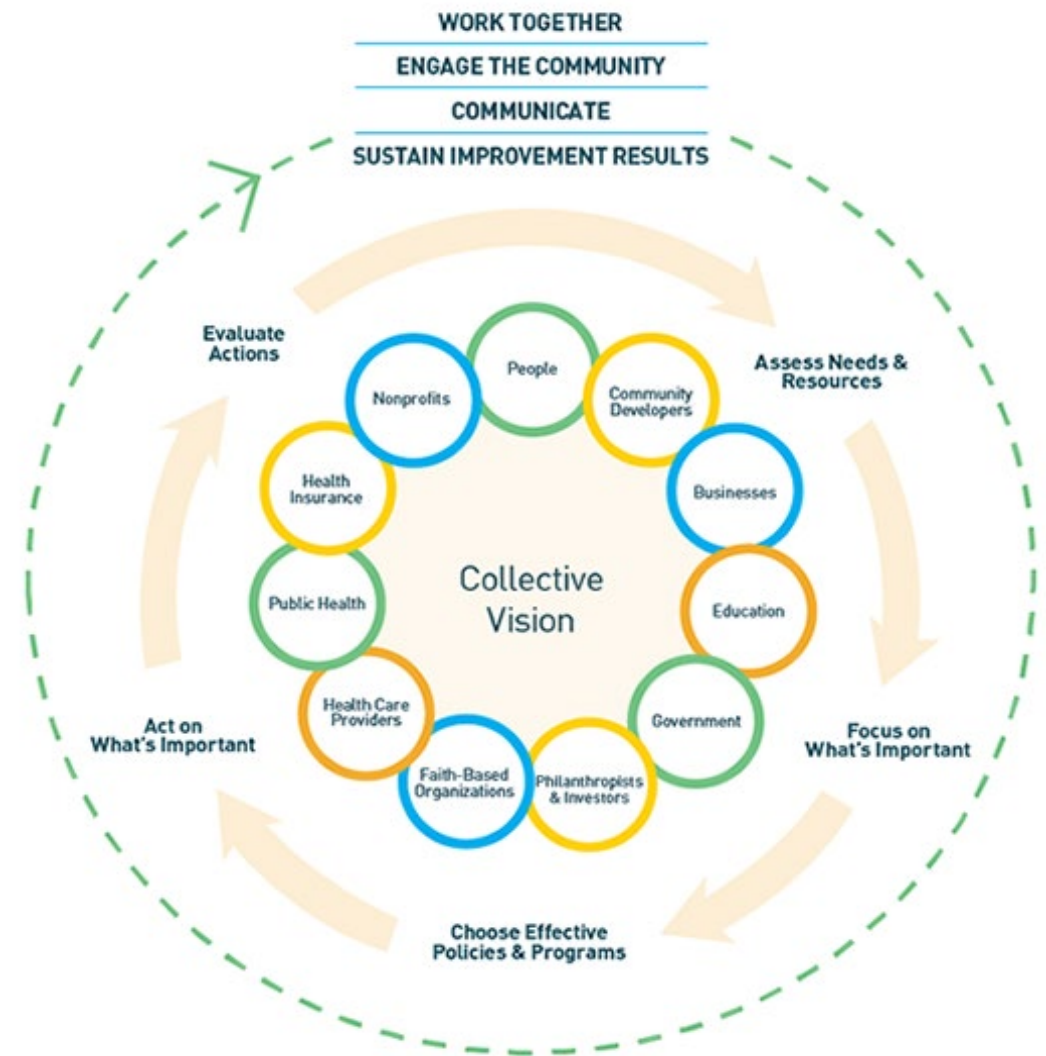 WORK TOGETHER
ENGAGE THE COMMUNITY
COMMUNICATE
SUSTAIN IMPROVEMENT RESULTS
Evaluate
Actions
Assess Needs &
Resources
Focus on
What's Important
Choose Effective
Policies & Programs
Act on
What's Important
People
Community
Developers
Businesses
Education
Government
Philanthropists
& Investors
Faith-Based
Organizations
Health Care
Providers
Public Health
Health
Insurance
Nonprofits
Collective
Vision